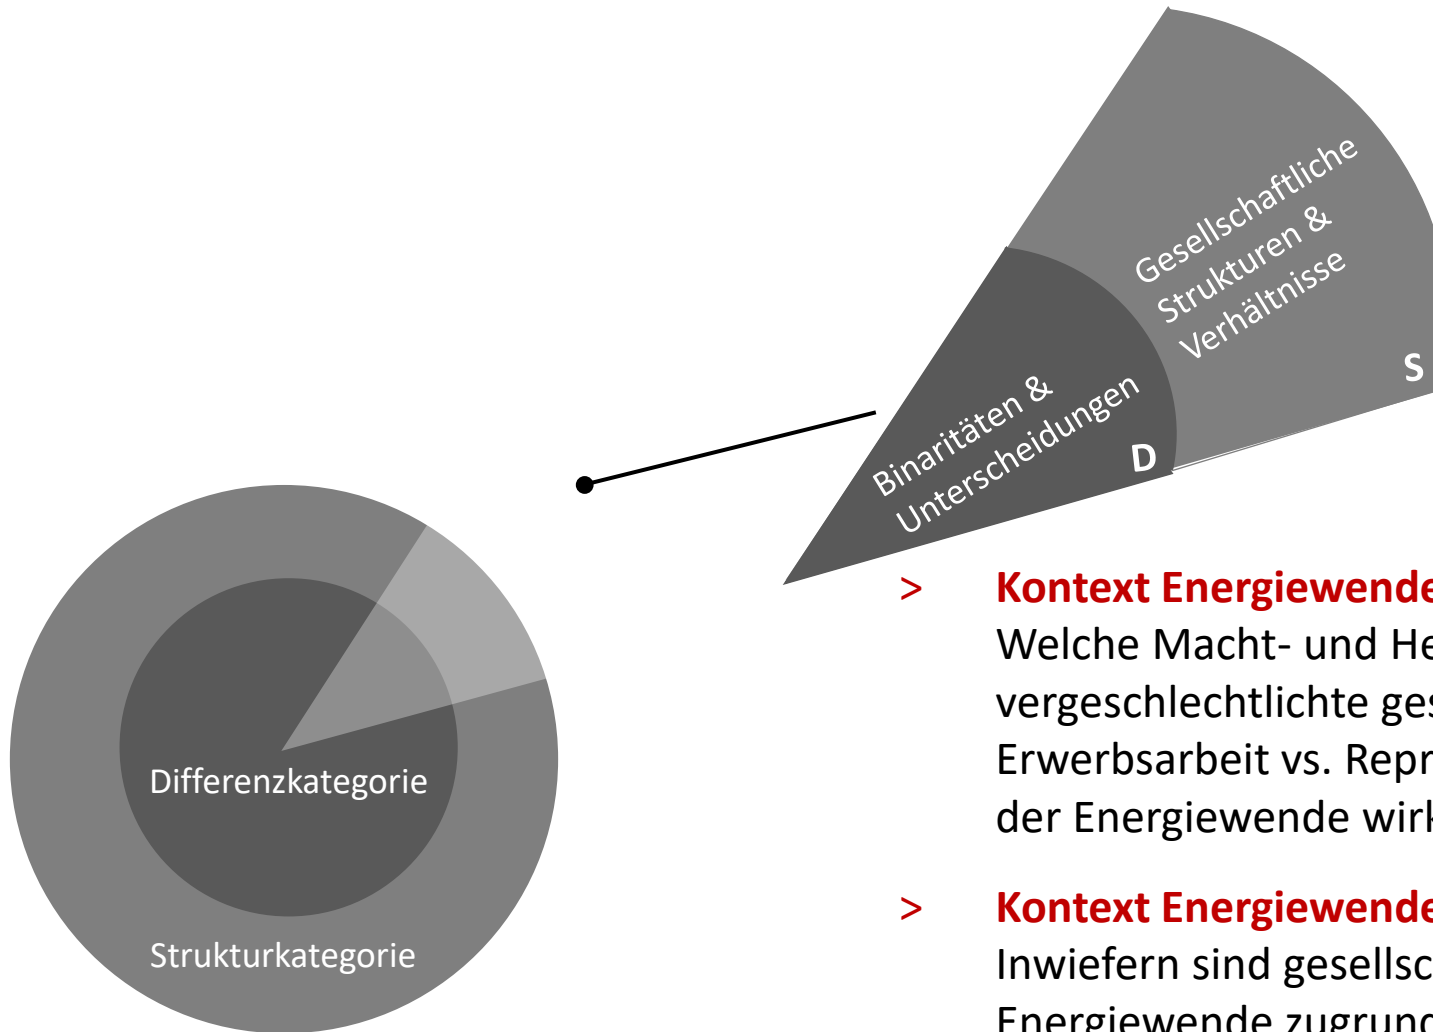 Gesellschaftliche
Strukturen &
Verhältnisse
S
Binaritäten &
Unterscheidungen
D
Differenzkategorie
Strukturkategorie
> Kontext Energiewende
Welche Macht- und He
vergeschlechtlichte ges
Erwerbsarbeit vs. Repr
der Energiewende wirk
> Kontext Energiewende
Inwiefern sind gesellsc
Energiewende zugrund